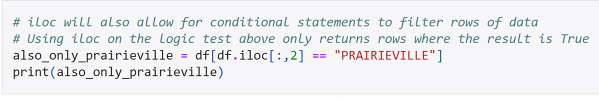 # iloc will also allow for conditional statements to filter rows of data
# Using iloc on the logic test above only returns rows where the result is True
also_only_prairieville = df[df.iloc[:,2] == "PRAIRIEVILLE"]
print(also_only_prairieville)